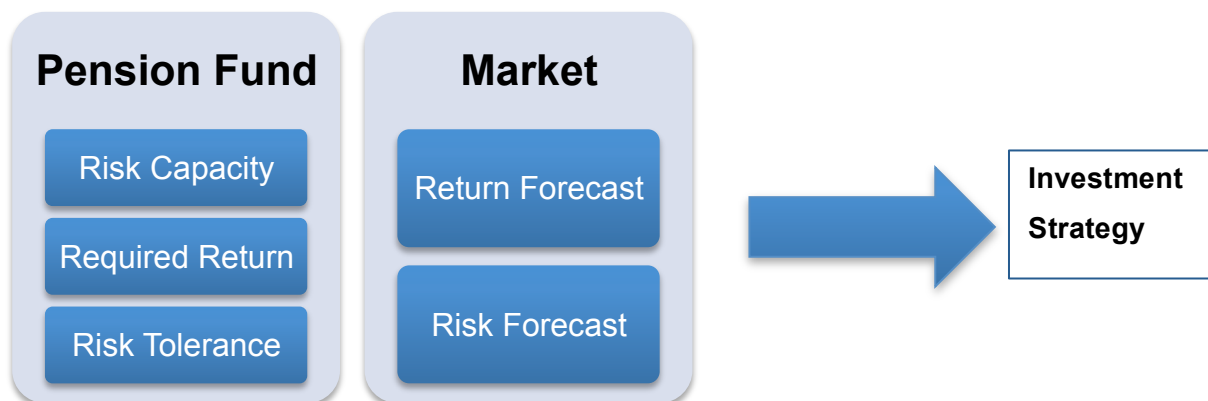 Pension Fund
Risk Capacity
Required Return
Risk Tolerance
Market
Return Forecast
Risk Forecast
Investment
Strategy